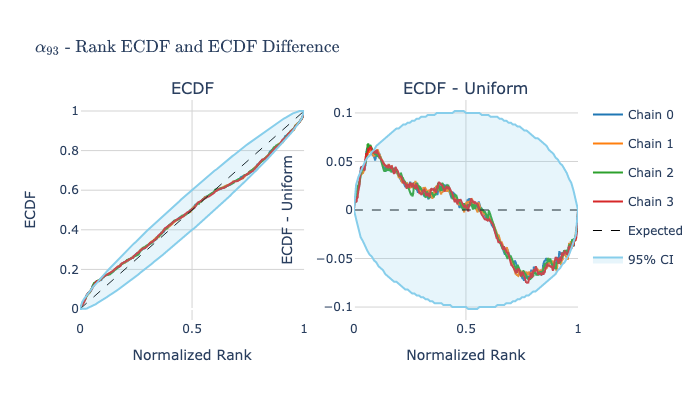 α₉₃ - Rank ECDF and ECDF Difference
ECDF
ECDF - Uniform
1
0.8
0.6
0.4
0.2
0
0
0.5
1
ECDF
Normalized Rank
0.1
0.05
0
−0.05
−0.1
0
0.5
1
ECDF - Uniform
Normalized Rank
Chain 0
Chain 1
Chain 2
Chain 3
Expected
95% CI